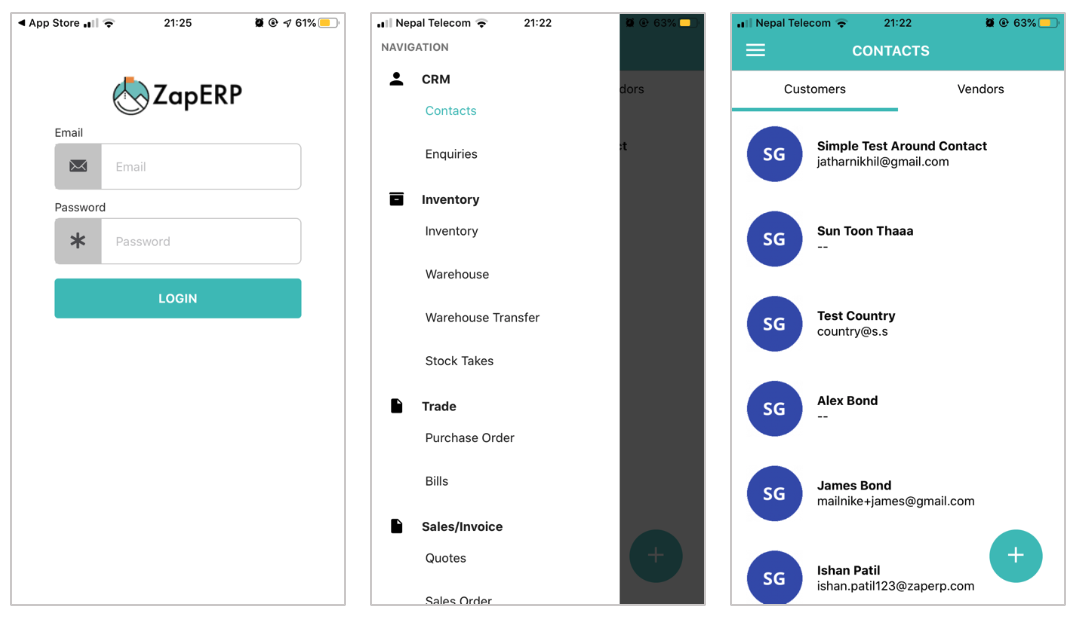 App Store
21:25
61%
ZapERP
Email
Email
Password
Password
LOGIN
Nepal Telecom
21:22
63%
NAVIGATION
CRM
Contacts
Enquiries
Inventory
Inventory
Warehouse
Warehouse Transfer
Stock Takes
Trade
Purchase Order
Bills
Sales/Invoice
Quotes
Sales Order
dors
ct
+
Nepal Telecom
21:22
63%
CONTACTS
Customers
Vendors
SG
Simple Test Around Contact
jatharnikhil@gmail.com
SG
Sun Toon Thaaa
--
SG
Test Country
country@s.s
SG
Alex Bond
--
SG
James Bond
mailnike+james@gmail.com
SG
Ishan Patil
ishan.patil123@zaperp.com
+